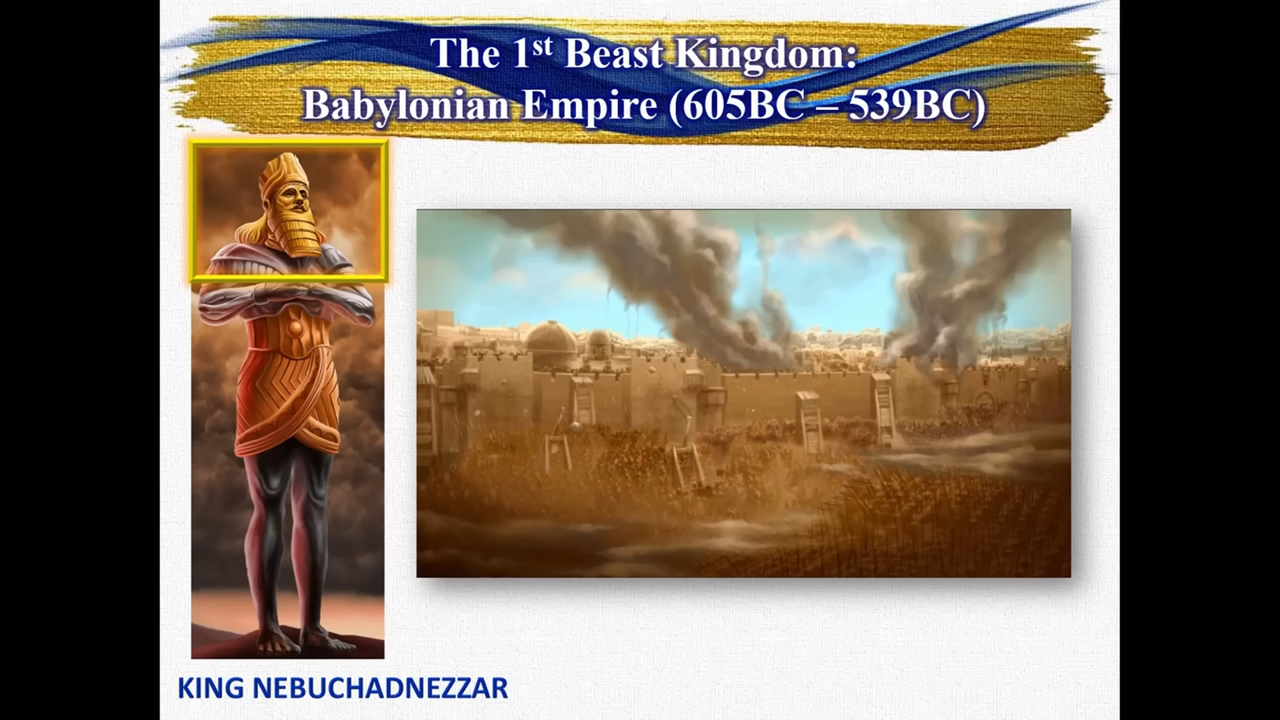 The 1st Beast Kingdom:
Babylonian Empire (605BC – 539BC)
KING NEBUCHADNEZZAR